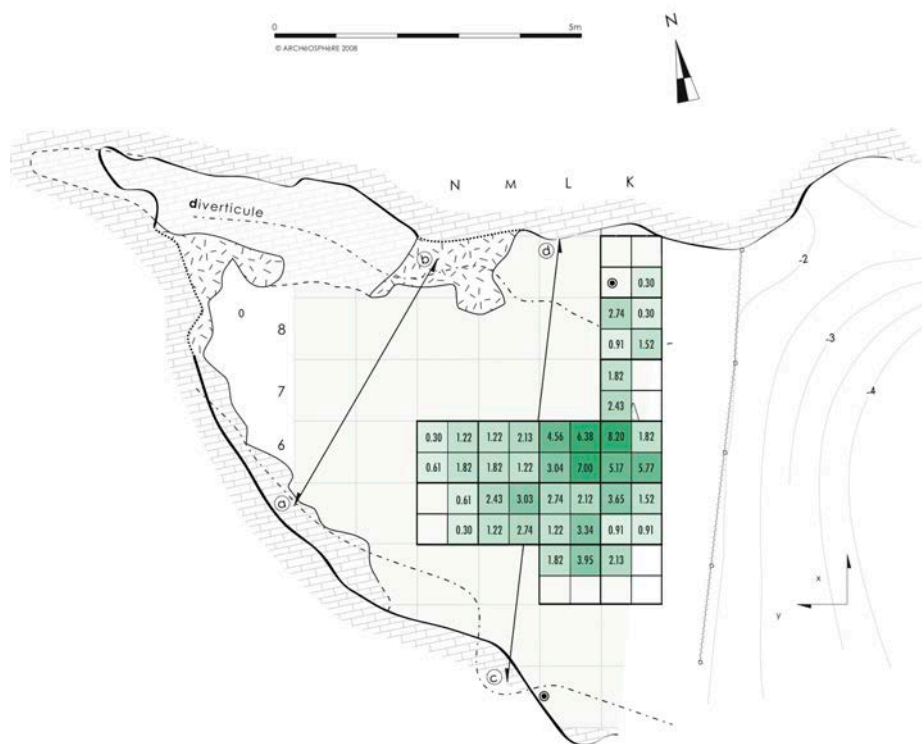 0 5m
© ARCHéOSPHèRE 2008
N
N M L K
diverticule
b d
-2
0.30
0
2.74 0.30
8
0.91 1.52
-3
1.82
7
2.43
-4
6
0.30 1.22 1.22 2.13 4.56 6.38 8.20 1.82
0.61 1.82 1.82 1.22 3.04 7.00 5.17 5.77
a
0.61 2.43 3.03 2.74 2.12 3.65 1.52
0.30 1.22 2.74 1.22 3.34 0.91 0.91
1.82 3.95 2.13
X
Y
c